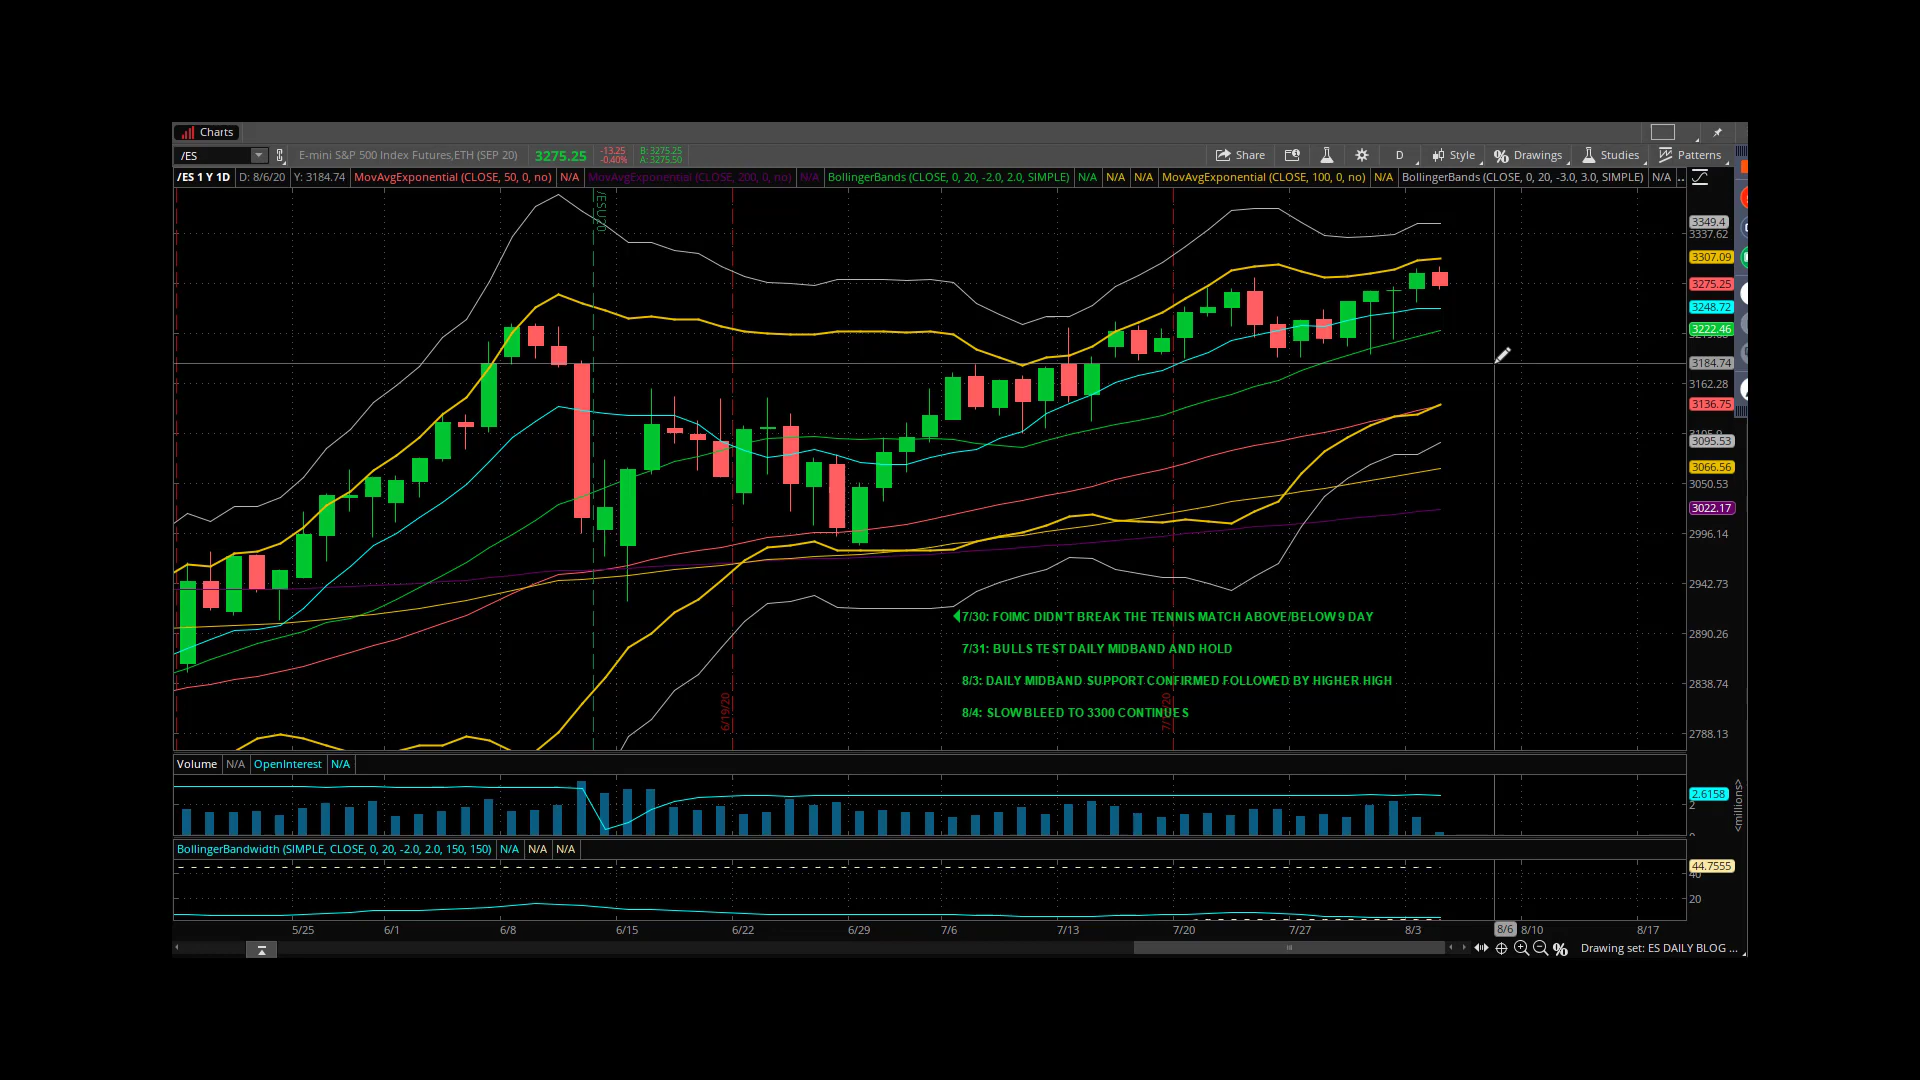 Charts
/ES E-mini S&P 500 Index Futures,ETH (SEP 20) 3275.25 -13.25 -0.40% B: 3275.25 A: 3275.50 Share D Style Drawings Studies Patterns
/ES 1 Y 1D D: 8/6/20 Y: 3184.74 MovAvgExponential (CLOSE, 50, 0, no) N/A MovAvgExponential (CLOSE, 200, 0, no) N/A BollingerBands (CLOSE, 0, 20, -2.0, 2.0, SIMPLE) N/A N/A N/A MovAvgExponential (CLOSE, 100, 0, no) N/A BollingerBands (CLOSE, 0, 20, -3.0, 3.0, SIMPLE) N/A ..
/ESU20
3349.4
3337.62
3307.09
3275.25
3248.72
3222.46
3184.74
3162.28
3136.75
3095.53
3066.56
3050.53
3022.17
2996.14
2942.73
7/30: FOIMC DIDN'T BREAK THE TENNIS MATCH ABOVE/BELOW 9 DAY
2890.26
7/31: BULLS TEST DAILY MIDBAND AND HOLD
8/3: DAILY MIDBAND SUPPORT CONFIRMED FOLLOWED BY HIGHER HIGH
2838.74
6/19/20
8/4: SLOW BLEED TO 3300 CONTINUES
2788.13
Volume N/A OpenInterest N/A
2.6158
2
<millions>
BollingerBandwidth (SIMPLE, CLOSE, 0, 20, -2.0, 2.0, 150, 150) N/A N/A N/A
44.7555
40
20
5/25 6/1 6/8 6/15 6/22 6/29 7/6 7/13 7/20 7/27 8/3 8/6 8/10 8/17
Drawing set: ES DAILY BLOG ...